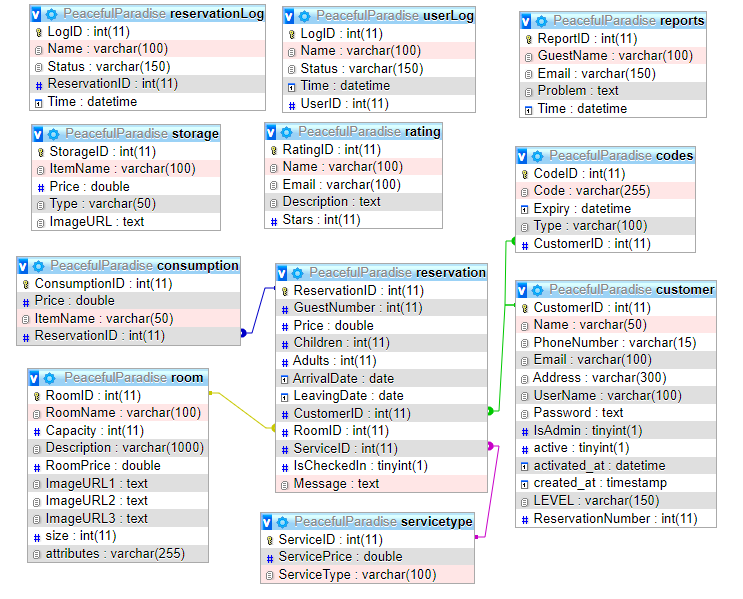 PeacefulParadise reservationLog
LogID : int(11)
Name : varchar(100)
Status : varchar(150)
ReservationID : int(11)
Time : datetime
PeacefulParadise userLog
LogID : int(11)
Name : varchar(100)
Status : varchar(150)
Time : datetime
UserID : int(11)
PeacefulParadise reports
ReportID : int(11)
GuestName : varchar(100)
Email : varchar(150)
Problem : text
Time : datetime
PeacefulParadise storage
StorageID : int(11)
ItemName : varchar(100)
Price : double
Type : varchar(50)
ImageURL : text
PeacefulParadise rating
RatingID : int(11)
Name : varchar(100)
Email : varchar(100)
Description : text
Stars : int(11)
PeacefulParadise codes
CodeID : int(11)
Code : varchar(255)
Expiry : datetime
Type : varchar(100)
CustomerID : int(11)
PeacefulParadise consumption
ConsumptionID : int(11)
Price : double
ItemName : varchar(50)
ReservationID : int(11)
PeacefulParadise reservation
ReservationID : int(11)
GuestNumber : int(11)
Price : double
Children : int(11)
Adults : int(11)
ArrivalDate : date
LeavingDate : date
CustomerID : int(11)
RoomID : int(11)
ServiceID : int(11)
IsCheckedIn : tinyint(1)
Message : text
PeacefulParadise customer
CustomerID : int(11)
Name : varchar(50)
PhoneNumber : varchar(15)
Email : varchar(100)
Address : varchar(300)
UserName : varchar(100)
Password : text
IsAdmin : tinyint(1)
active : tinyint(1)
activated_at : datetime
created_at : timestamp
LEVEL : varchar(150)
ReservationNumber : int(11)
PeacefulParadise room
RoomID : int(11)
RoomName : varchar(100)
Capacity : int(11)
Description : varchar(1000)
RoomPrice : double
ImageURL1 : text
ImageURL2 : text
ImageURL3 : text
size : int(11)
attributes : varchar(255)
PeacefulParadise servicetype
ServiceID : int(11)
ServicePrice : double
ServiceType : varchar(100)